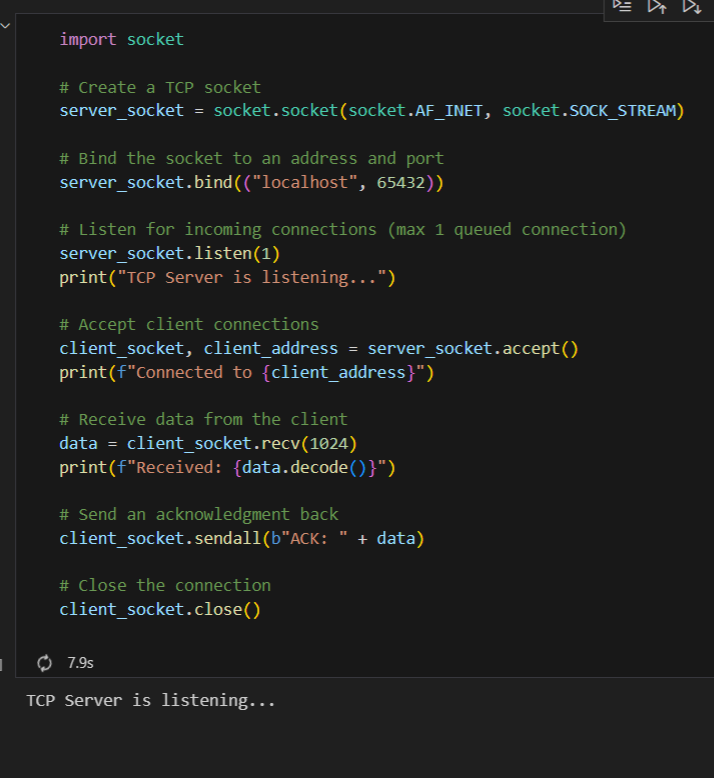 import socket
# Create a TCP socket
server_socket = socket.socket(socket.AF_INET, socket.SOCK_STREAM)
# Bind the socket to an address and port
server_socket.bind(("localhost", 65432))
# Listen for incoming connections (max 1 queued connection)
server_socket.listen(1)
print("TCP Server is listening...")
# Accept client connections
client_socket, client_address = server_socket.accept()
print(f"Connected to {client_address}")
# Receive data from the client
data = client_socket.recv(1024)
print(f"Received: {data.decode()}")
# Send an acknowledgment back
client_socket.sendall(b"ACK: " + data)
# Close the connection
client_socket.close()
7.9s
TCP Server is listening...